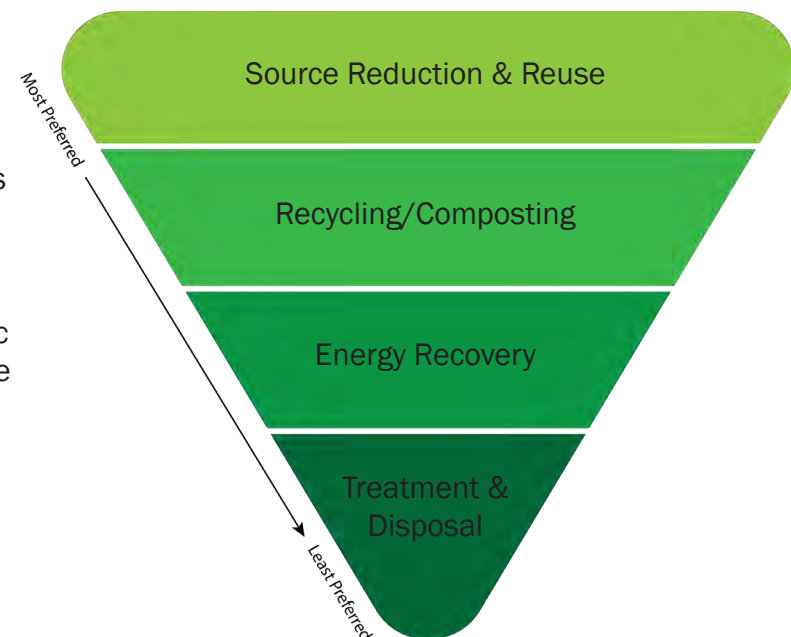 Source Reduction & Reuse
Most Preferred
s
Recycling/Composting
c
e
Energy Recovery
Treatment &
Disposal
Least Preferred